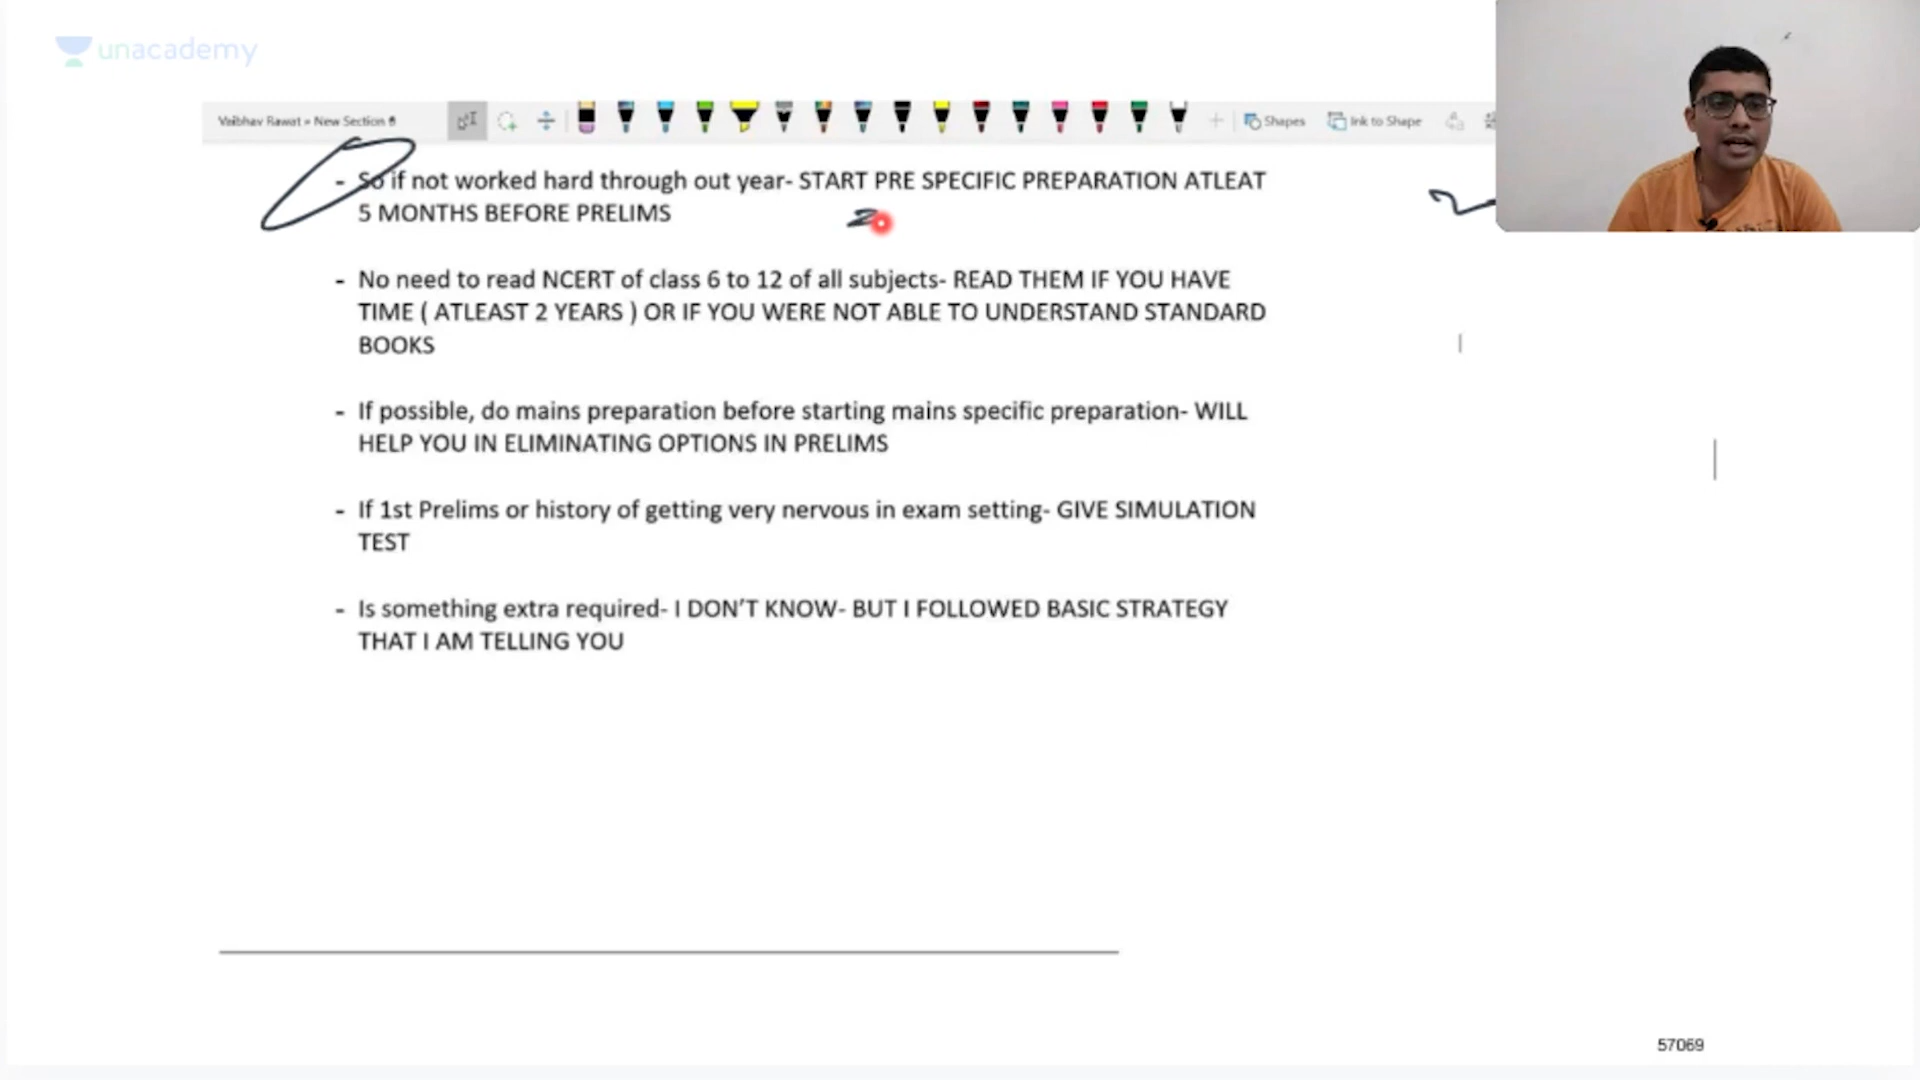 unacademy
Vaibhav Rawat » New Section 6
Shapes
Ink to Shape
- So if not worked hard through out year- START PRE SPECIFIC PREPARATION ATLEAT
5 MONTHS BEFORE PRELIMS
2
- No need to read NCERT of class 6 to 12 of all subjects- READ THEM IF YOU HAVE
TIME ( ATLEAST 2 YEARS ) OR IF YOU WERE NOT ABLE TO UNDERSTAND STANDARD
BOOKS
- If possible, do mains preparation before starting mains specific preparation- WILL
HELP YOU IN ELIMINATING OPTIONS IN PRELIMS
- If 1st Prelims or history of getting very nervous in exam setting- GIVE SIMULATION
TEST
- Is something extra required- I DON'T KNOW- BUT I FOLLOWED BASIC STRATEGY
THAT I AM TELLING YOU
57069